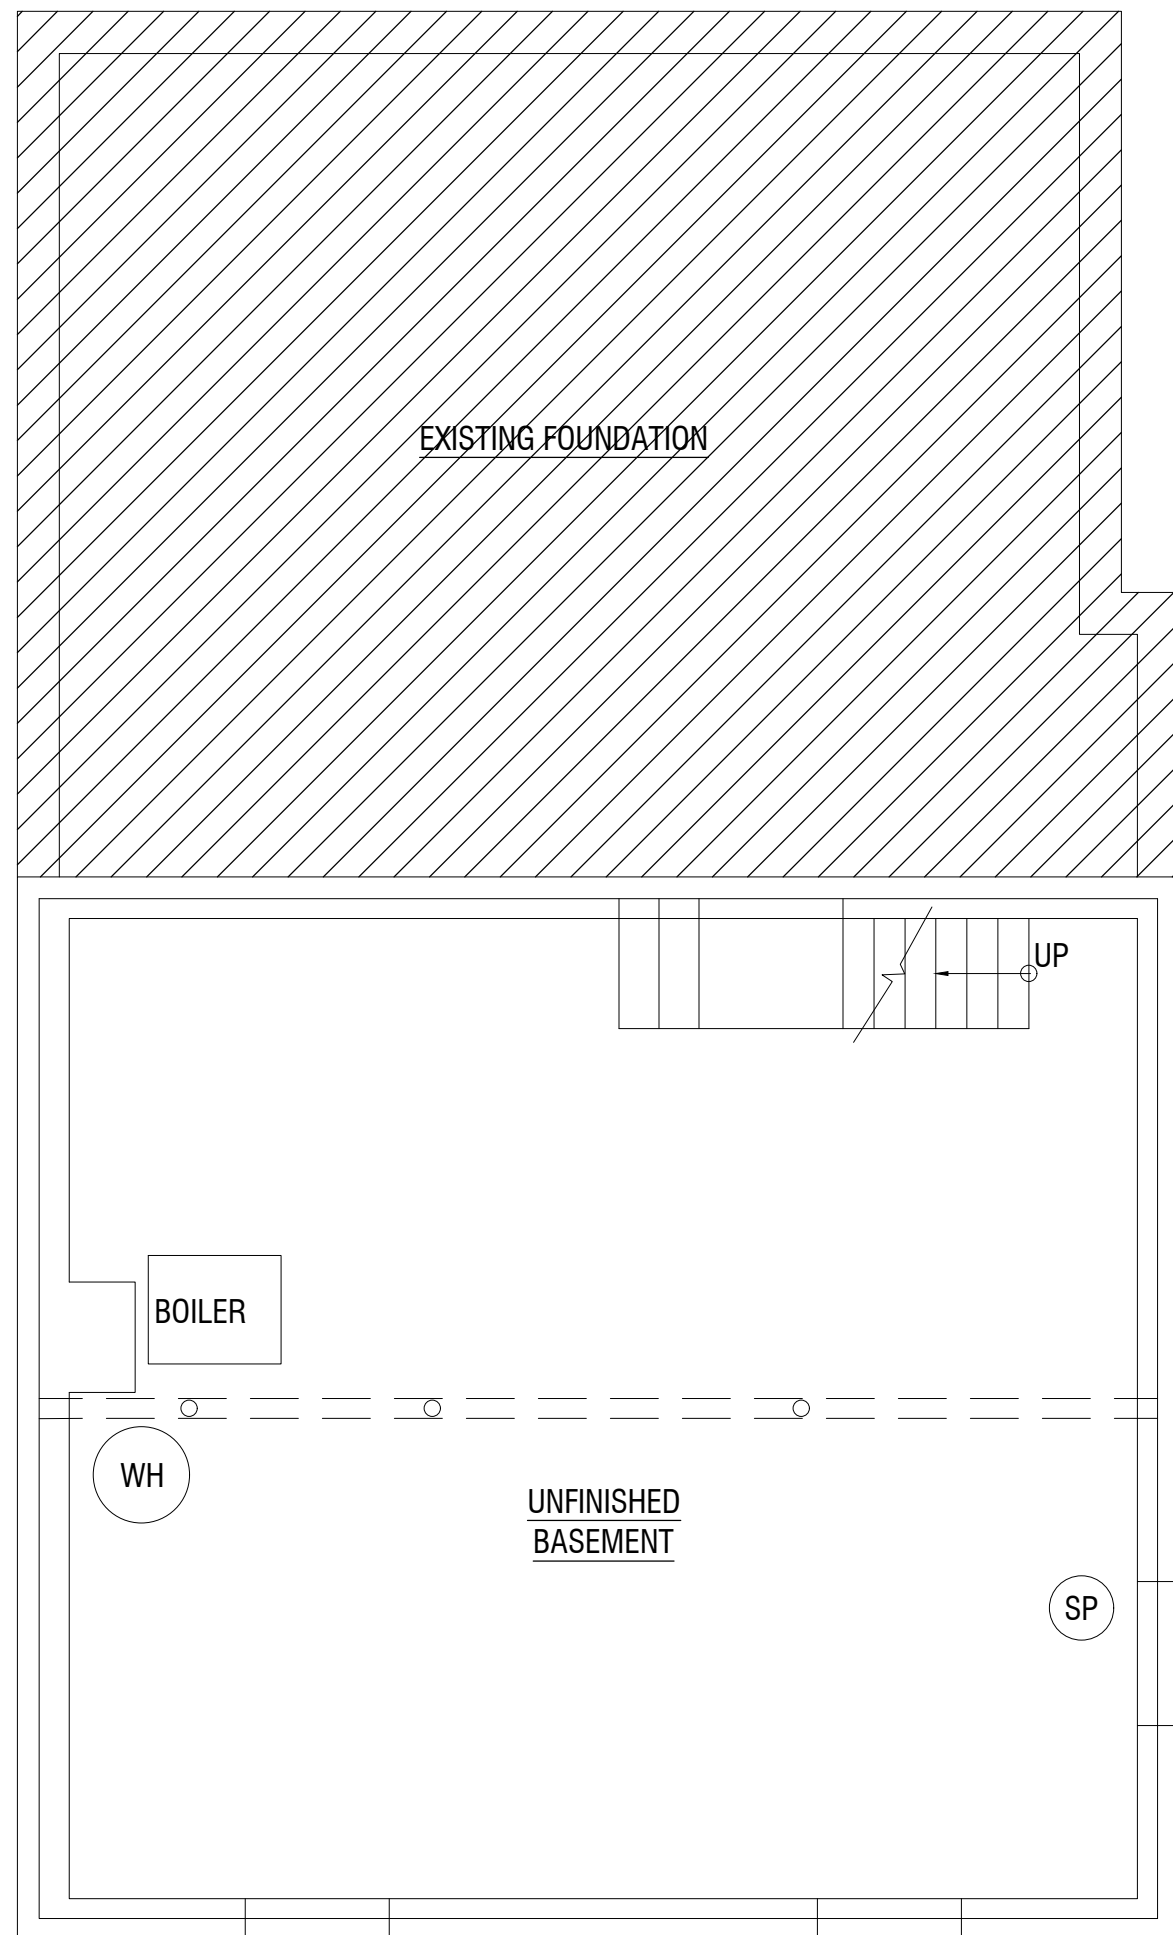 EXISTING FOUNDATION
UP
BOILER
WH
UNFINISHED
BASEMENT
SP